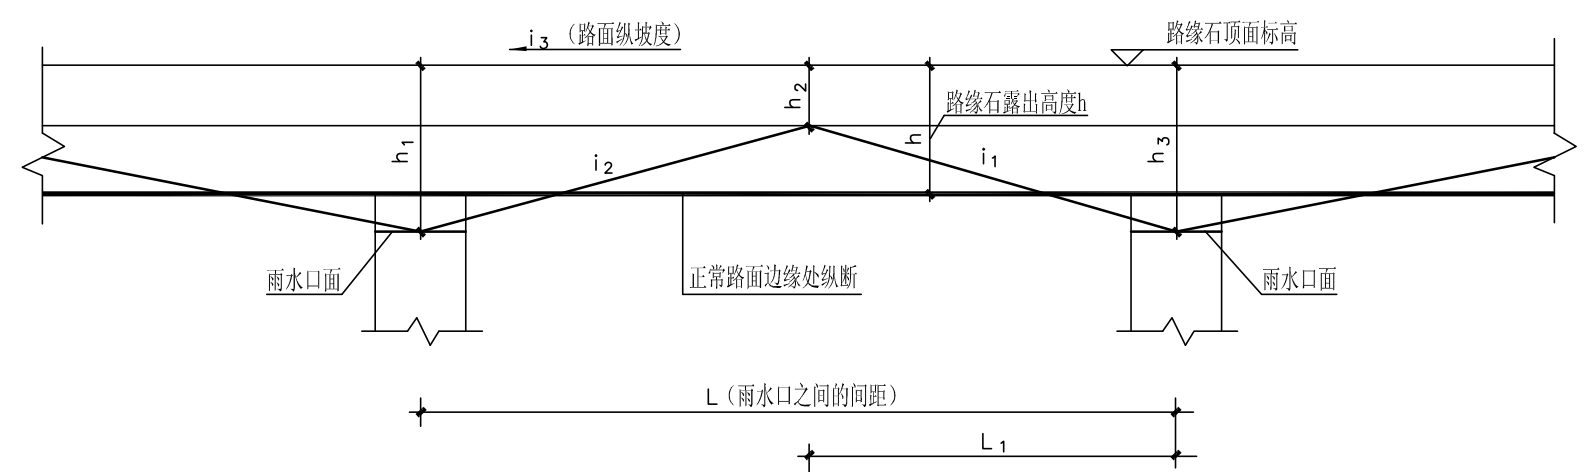 i3（路面纵坡度）
路缘石顶面标高
h2
路缘石露出高度h
h1
h
h3
i2
i1
雨水口面
正常路面边缘处纵断
雨水口面
L（雨水口之间的间距）
L1